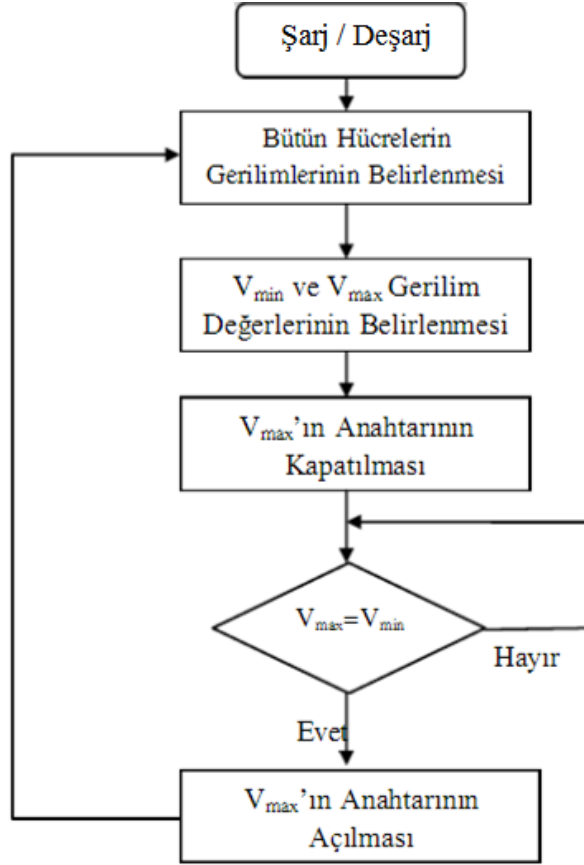 Şarj / Deşarj
Bütün Hücrelerin
Gerilimlerinin Belirlenmesi
Vmin ve Vmax Gerilim
Değerlerinin Belirlenmesi
Vmax'ın Anahtarının
Kapatılması
Vmax=Vmin
Hayır
Evet
Vmax'ın Anahtarının
Açılması